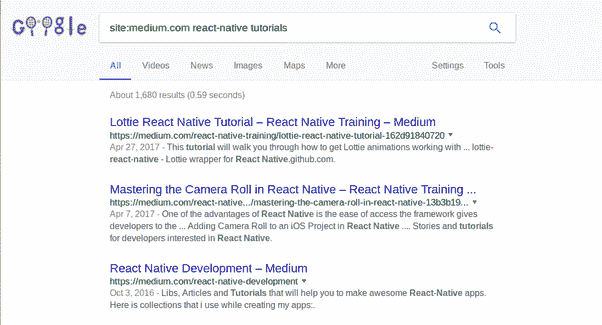 Google
site:medium.com react-native tutorials
All Videos News Images Maps More Settings Tools
About 1,680 results (0.59 seconds)
Lottie React Native Tutorial – React Native Training – Medium
https://medium.com/react-native-training/lottie-react-native-tutorial-162d91840720
Apr 27, 2017 - This tutorial will walk you through how to get Lottie animations working with ... lottie-
react-native - Lottie wrapper for React Native.github.com.
Mastering the Camera Roll in React Native – React Native Training ...
https://medium.com/react-native.../mastering-the-camera-roll-in-react-native-13b3b19...
Apr 7, 2017 - One of the advantages of React Native is the ease of access the framework gives
developers to the ... Adding Camera Roll to an iOS Project in React Native .... Stories and tutorials
for developers interested in React Native.
React Native Development – Medium
https://medium.com/react-native-development
Oct 3, 2016 - Libs, Articles and Tutorials that will help you to make awesome React-Native apps.
Here is collections that i use while creating my apps:.